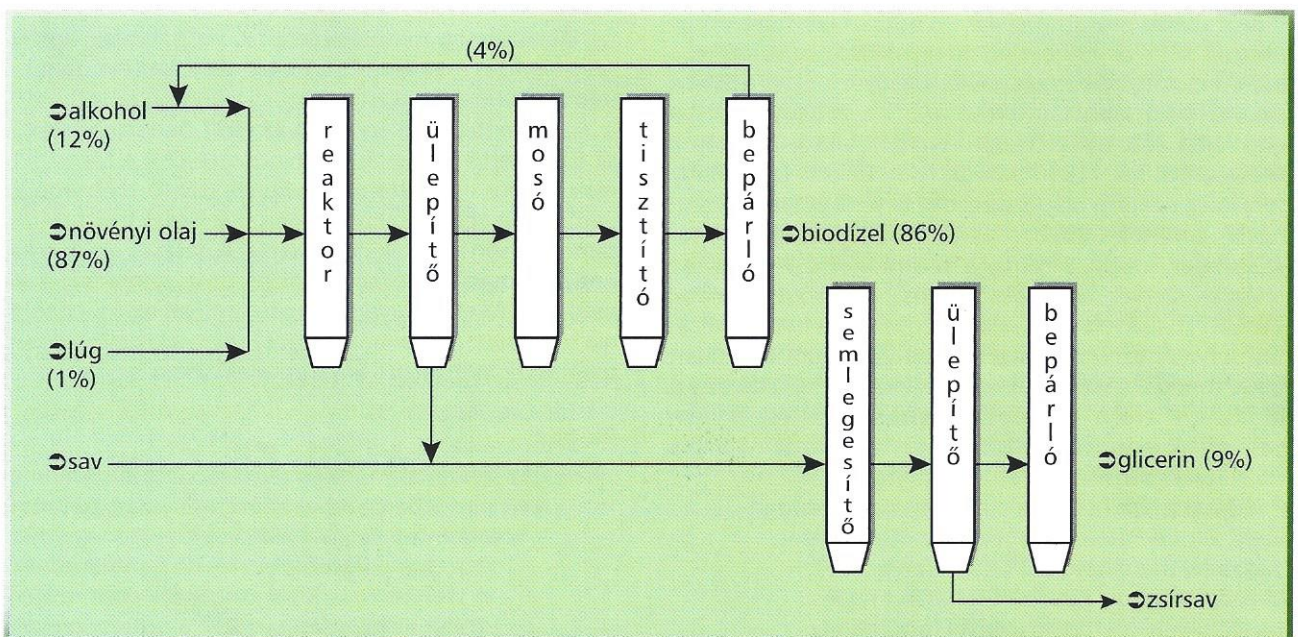 (4%)
➲alkohol
(12%)
➲növényi olaj
(87%)
➲lúg
(1%)
➲sav
reaktor
ülepítő
mosó
tisztító
bepárló
➲biodízel (86%)
semlegesítő
ülepítő
bepárló
➲glicerin (9%)
➲zsírsav